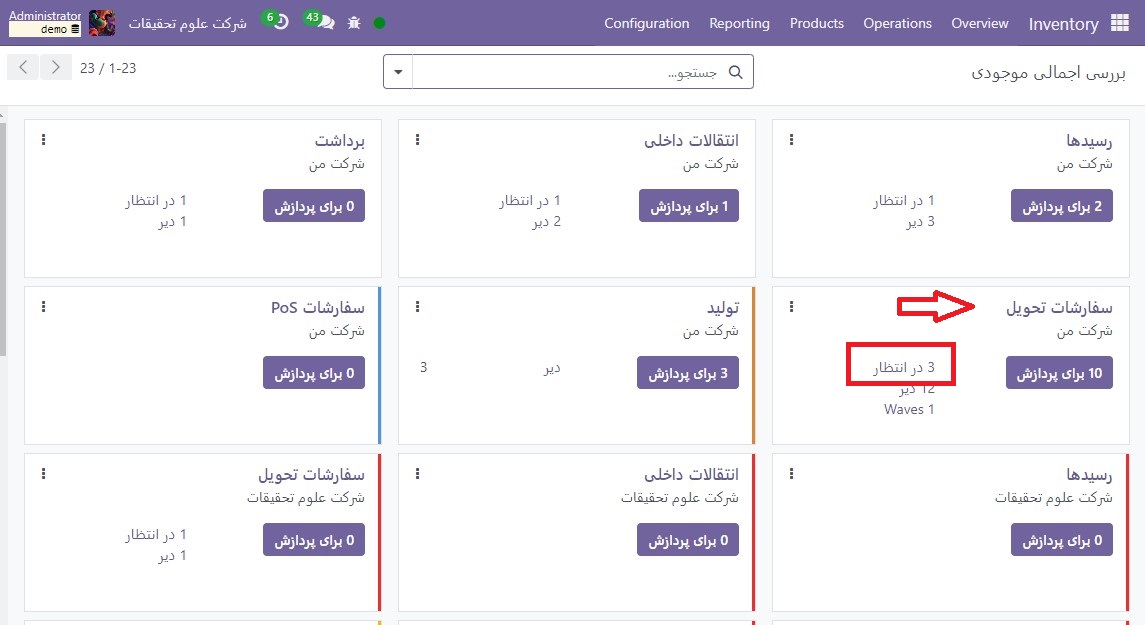 Administrator
demo
شرکت علوم تحقیقات
6
43
Configuration
Reporting
Products
Operations
Overview
Inventory
بررسی اجمالی موجودی
جستجو...
23 / 1-23
رسیدها
شرکت من
2 برای پردازش
1 در انتظار
3 دیر
انتقالات داخلی
شرکت من
1 برای پردازش
1 در انتظار
2 دیر
برداشت
شرکت من
0 برای پردازش
1 در انتظار
1 دیر
سفارشات تحویل
شرکت من
10 برای پردازش
3 در انتظار
12 دیر
Waves 1
تولید
شرکت من
3 برای پردازش
دیر 3
سفارشات PoS
شرکت من
0 برای پردازش
رسیدها
شرکت علوم تحقیقات
0 برای پردازش
انتقالات داخلی
شرکت علوم تحقیقات
0 برای پردازش
سفارشات تحویل
شرکت علوم تحقیقات
0 برای پردازش
1 در انتظار
1 دیر